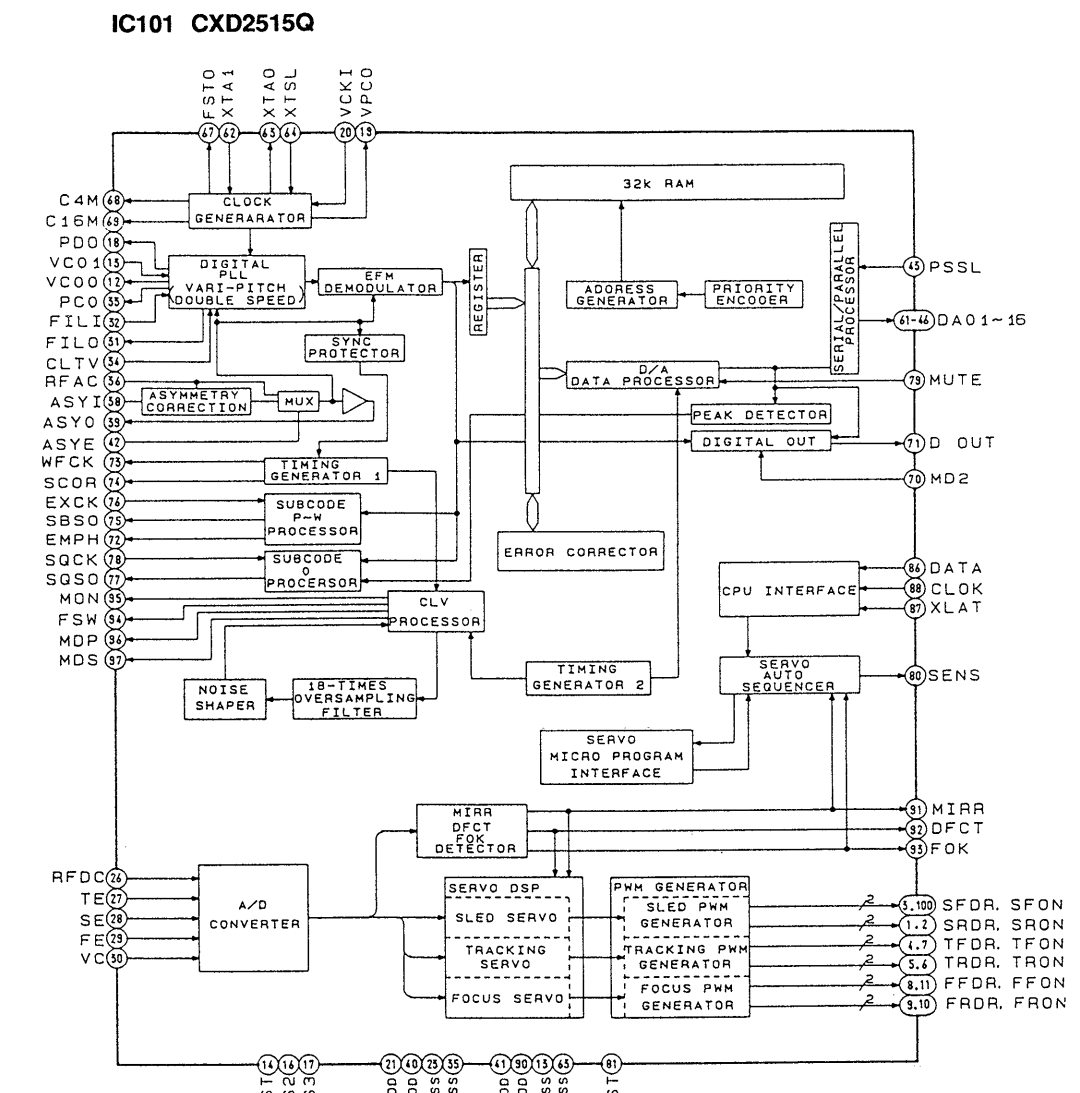 IC101 CXD2515Q
FSTO
XTA1
XTAO
XTSL
VCKI
VPCO
67
62
63
64
20
19
C4M 68
C16M 69
PDO 18
VCO1
VCOO 12
PCO
FILI 32
FILO 31
CLTV 34
RFAC 36
ASYI 38
ASYO 39
ASYE 42
WFCK 73
SCOR 74
EXCK 76
SBSO 75
EMPH 72
SQCK 78
SQSO 77
MON 95
FSW 94
MDP 96
MDS 97
RFDC 26
TE 27
SE 28
FE 29
VC
CLOCK
GENERARATOR
DIGITAL
PLL
VARI-PITCH
(DOUBLE SPEED)
EFM
DEMODULATOR
SYNC
PROTECTOR
ASYMMETRY
CORRECTION
MUX
TIMING
GENERATOR 1
SUBCODE
P~W
PROCESSOR
SUBCODE
Q
PROCERSOR
CLV
PROCESSOR
NOISE
SHAPER
18-TIMES
OVERSAMPLING
FILTER
TIMING
GENERATOR 2
REGISTER
32k RAM
ADDRESS
GENERATOR
PRIORITY
ENCODER
SERIAL/PARALLEL
PROCESSOR
D/A
DATA PROCESSOR
PEAK DETECTOR
DIGITAL OUT
ERROR CORRECTOR
CPU INTERFACE
SERVO
AUTO
SEQUENCER
SERVO
MICRO PROGRAM
INTERFACE
MIRR
DFCT
FOK
DETECTOR
A/D
CONVERTER
SERVO DSP
SLED SERVO
TRACKING
SERVO
FOCUS SERVO
PWM GENERATOR
SLED PWM
GENERATOR
TRACKING PWM
GENERATOR
FOCUS PWM
GENERATOR
2
2
2
2
2
2
45 PSSL
61-46 DA01~16
79 MUTE
71 D OUT
70 MD2
86 DATA
88 CLOK
87 XLAT
80 SENS
91 MIRR
92 DFCT
93 FOK
SFDR. SFON
1.2 SRDR. SRON
4.7 TFDR. TFON
5.6 TRDR. TRON
8.11 FFDR. FFON
9.10 FRDR. FRON
14
16
17
21
40
25
35
41
90
13
65
81